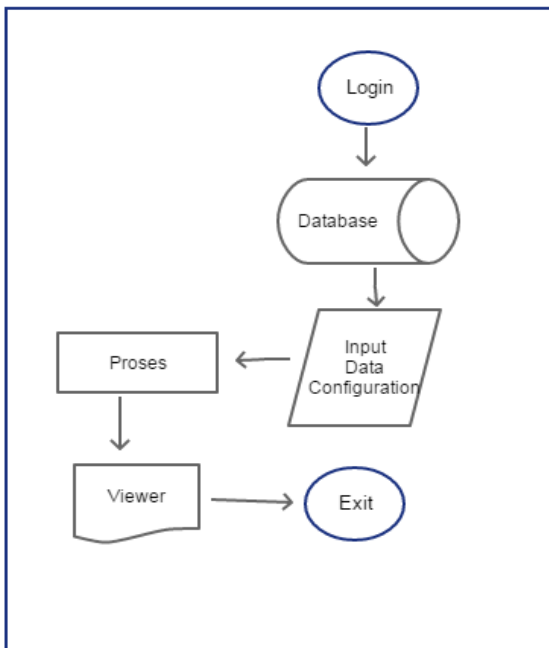 Login
Database
Input
Data
Configuration
Proses
Viewer
Exit